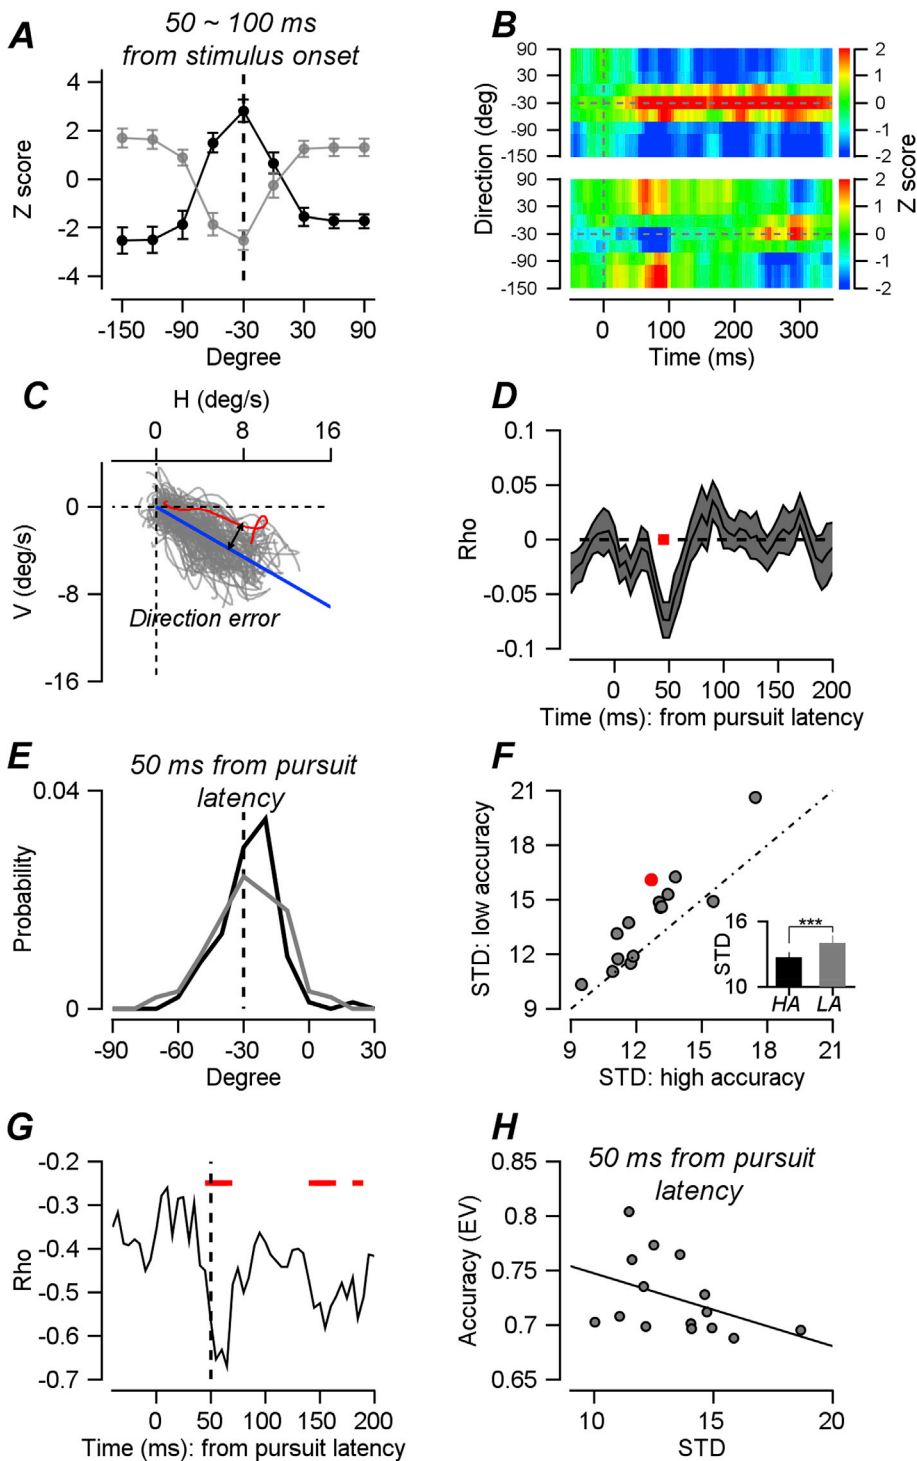 A
50 ~ 100 ms
from stimulus onset
Z score
4
2
0
-2
-4
-150 -90 -30 30 90
Degree
B
Direction (deg)
90
30
-30
-90
-150
90
30
-30
-90
-150
2
1
0
-1
-2
2
1
0
-1
-2
Z score
0 100 200 300
Time (ms)
C
H (deg/s)
0 8 16
V (deg/s)
0
-8
-16
Direction error
D
Rho
0.1
0.05
0
-0.05
-0.1
0 50 100 150 200
Time (ms): from pursuit latency
E
50 ms from pursuit
latency
Probability
0.04
0
-90 -60 -30 0 30
Degree
F
STD: low accuracy
21
18
15
12
9
9 12 15 18 21
STD: high accuracy
STD
16
10
***
HA LA
G
Rho
-0.2
-0.3
-0.4
-0.5
-0.6
-0.7
0 50 100 150 200
Time (ms): from pursuit latency
H
50 ms from pursuit
latency
Accuracy (EV)
0.85
0.8
0.75
0.7
0.65
10 15 20
STD